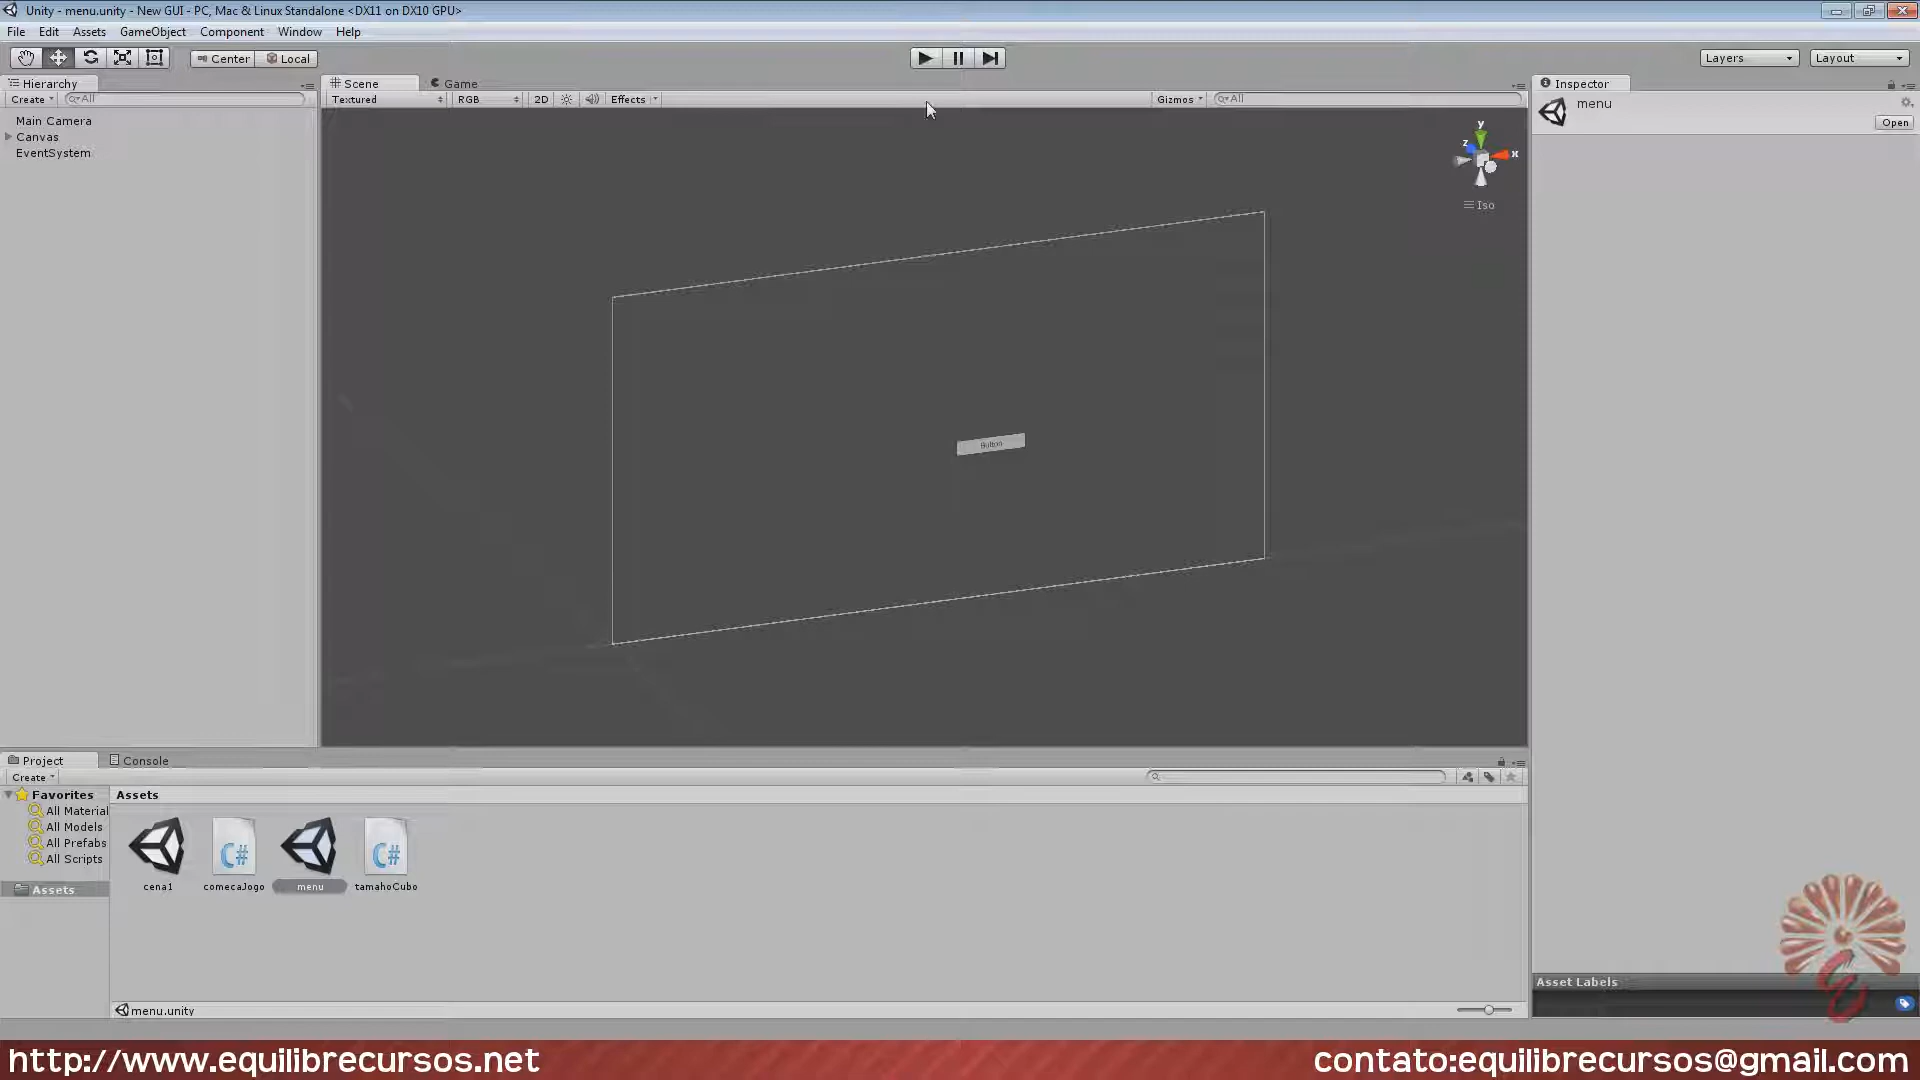 Unity - menu.unity - New GUI - PC, Mac & Linux Standalone <DX11 on DX10 GPU>
File Edit Assets GameObject Component Window Help
Center Local Layers Layout
Hierarchy Scene Game Inspector
Create All Textured RGB 2D Effects Gizmos All menu
Open
Main Camera
Canvas
EventSystem
y
z x
Iso
Button
Project Console
Create
Favorites Assets
All Material
All Models
All Prefabs
All Scripts
Assets
C# C#
cena1 comecaJogo menu tamahoCubo
Asset Labels
menu.unity
http://www.equilibrecursos.net contato:equilibrecursos@gmail.com